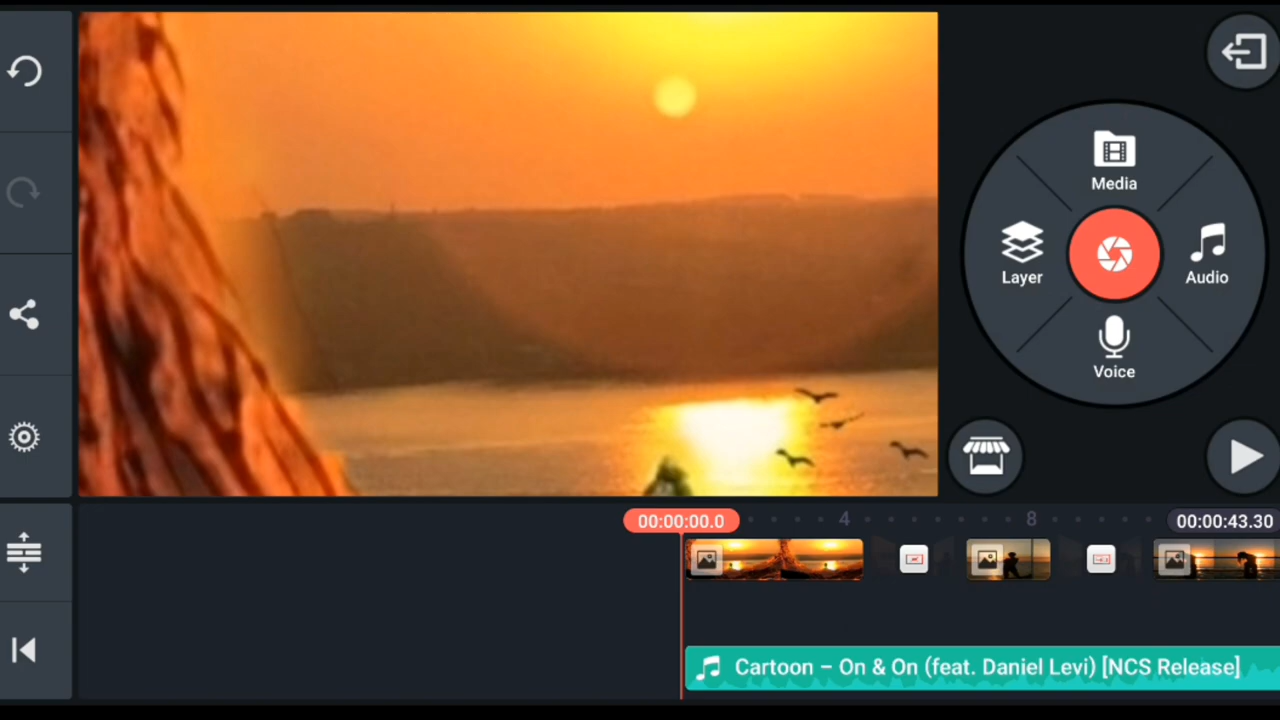 Media
Layer
Audio
Voice
00:00:00.0
4
8
00:00:43.30
Cartoon – On & On (feat. Daniel Levi) [NCS Release]